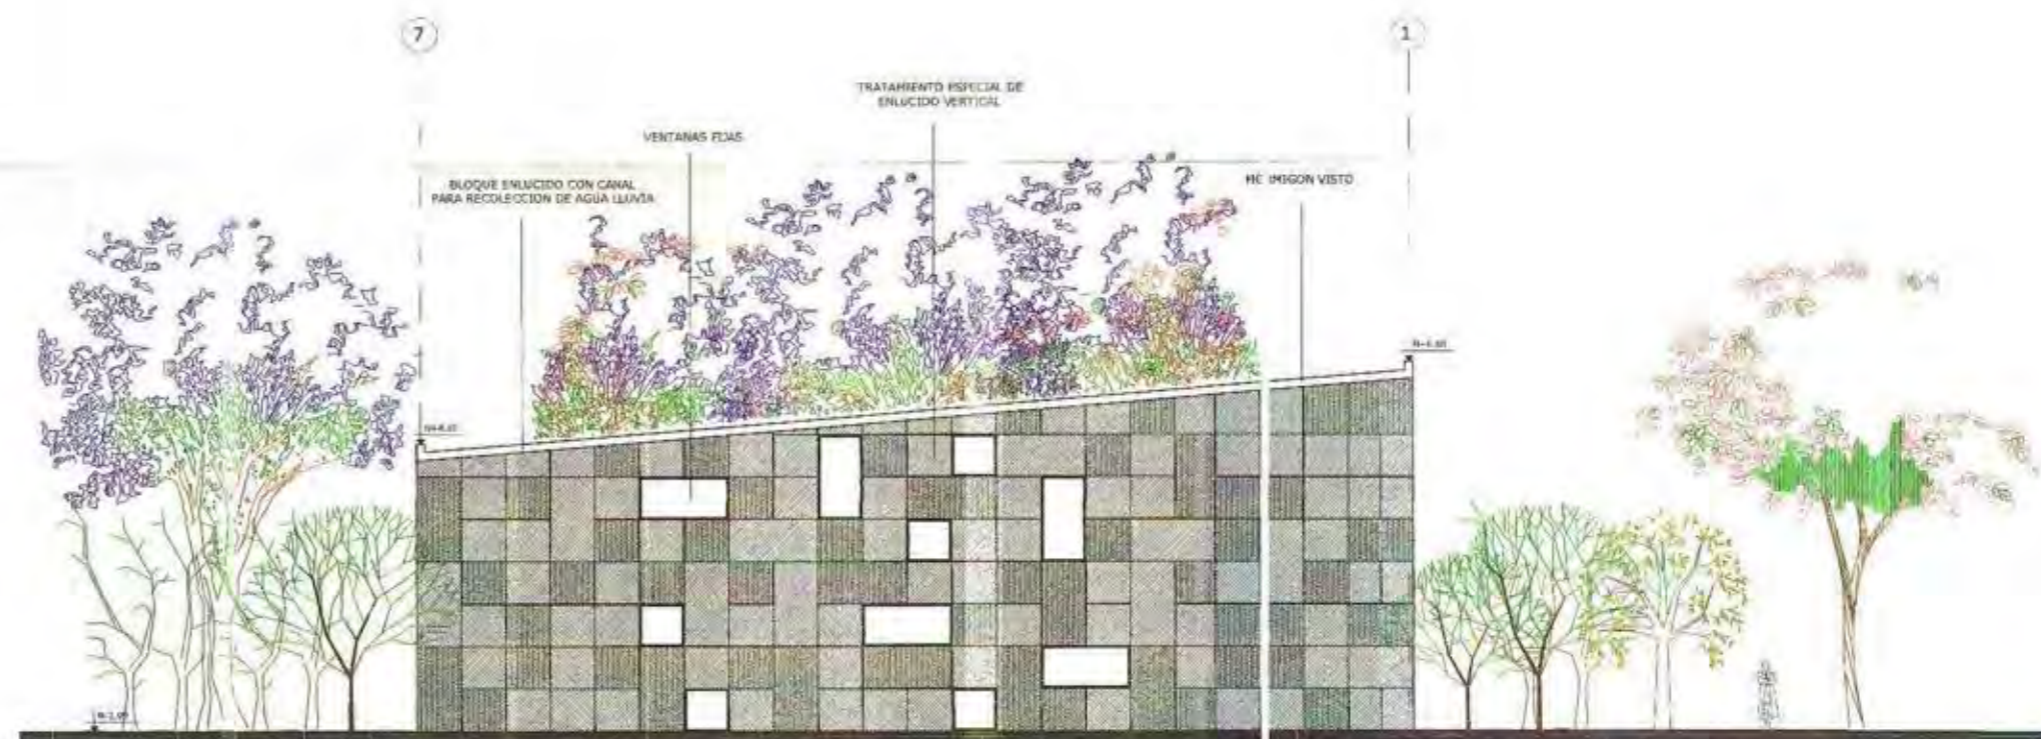 7
1
TRATAMIENTO ESPECIAL DE
ENLUCIDO VERTICAL
VENTANAS FIJAS
BLOQUE ENLUCIDO CON CANAL
PARA RECOLECCION DE AGUA LLUVIA
VISTO